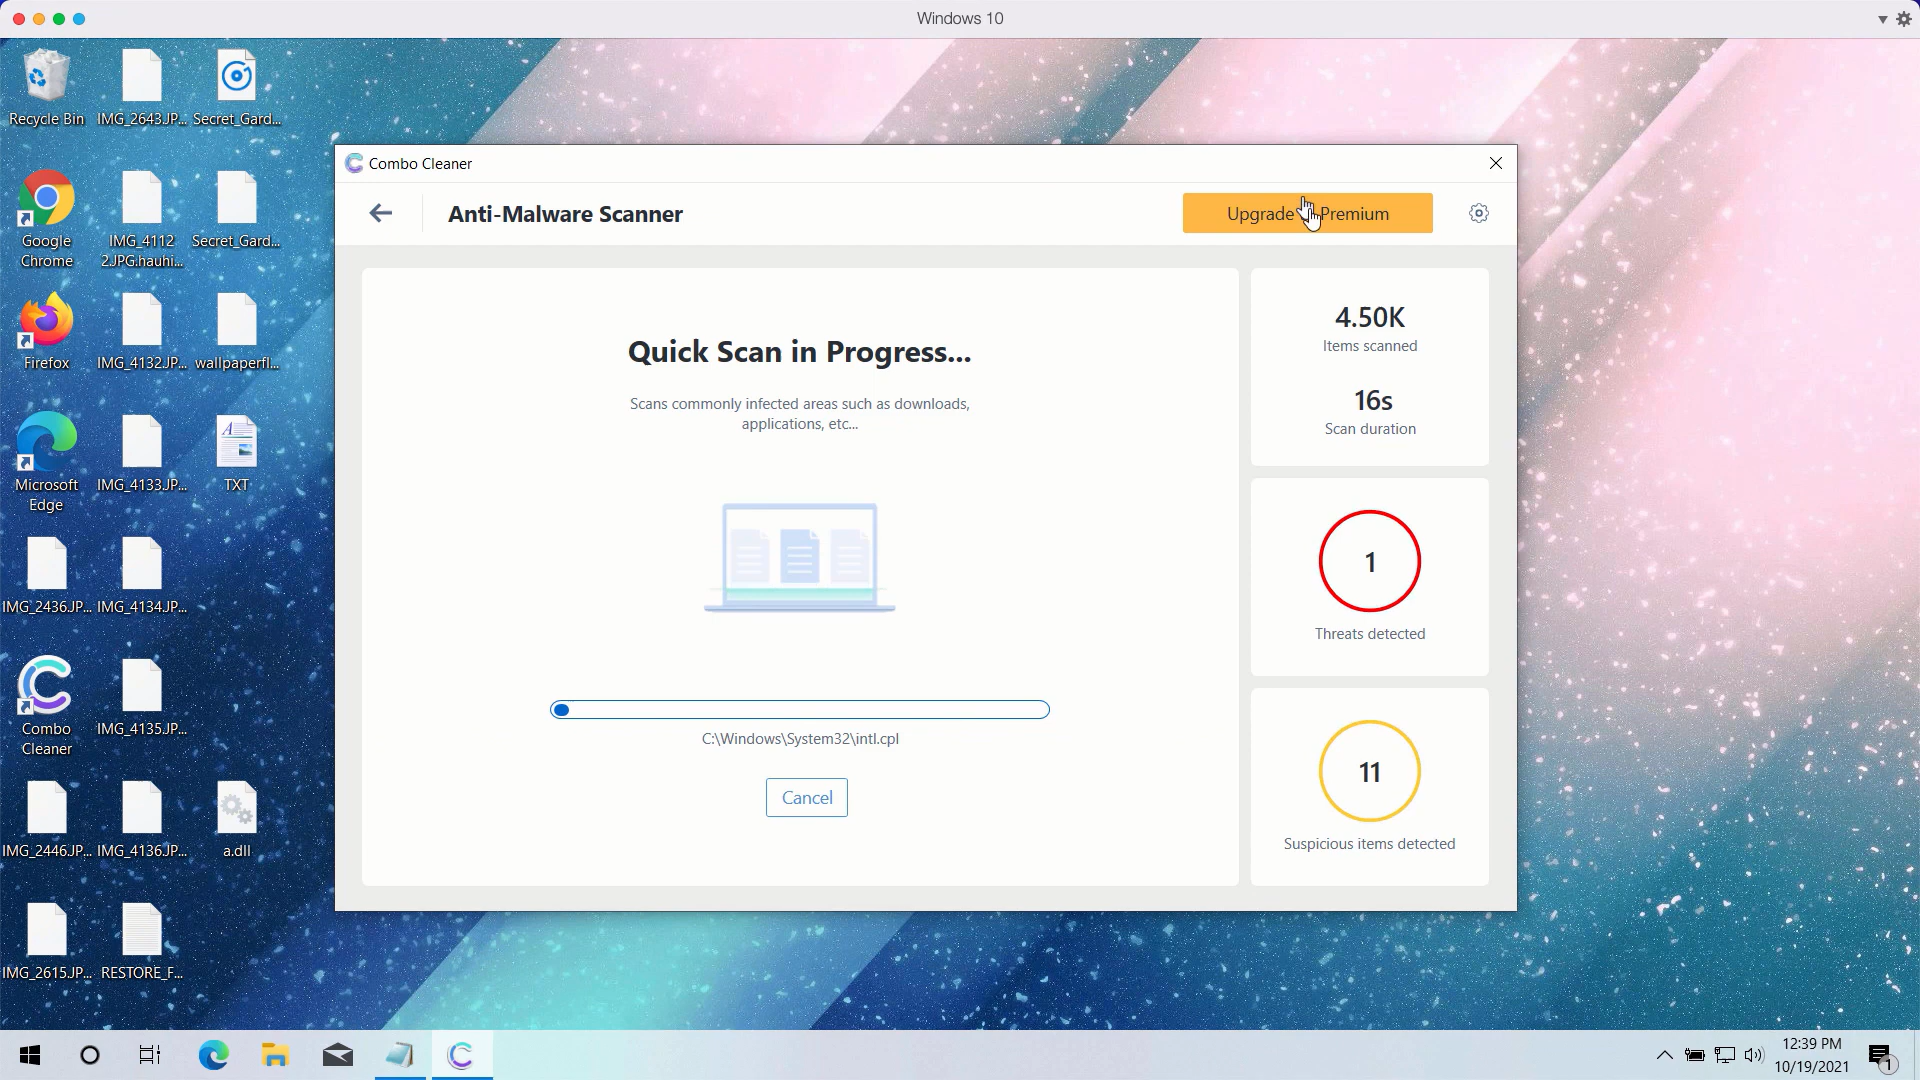 Windows 10
Recycle Bin
IMG_2643.JP...
Secret_Gard...
Google
Chrome
IMG_4112
2.JPG.hauhi...
Secret_Gard...
Firefox
IMG_4132.JP...
wallpaperfl...
Microsoft
Edge
IMG_4133.JP...
TXT
IMG_2436.JP...
IMG_4134.JP...
Combo
Cleaner
IMG_4135.JP...
IMG_2446.JP...
IMG_4136.JP...
a.dll
IMG_2615.JP...
RESTORE_F...
Combo Cleaner
Anti-Malware Scanner
Upgrade Premium
Quick Scan in Progress...
Scans commonly infected areas such as downloads,
applications, etc...
C:\Windows\System32\intl.cpl
Cancel
4.50K
Items scanned
16s
Scan duration
1
Threats detected
11
Suspicious items detected
12:39 PM
10/19/2021
1